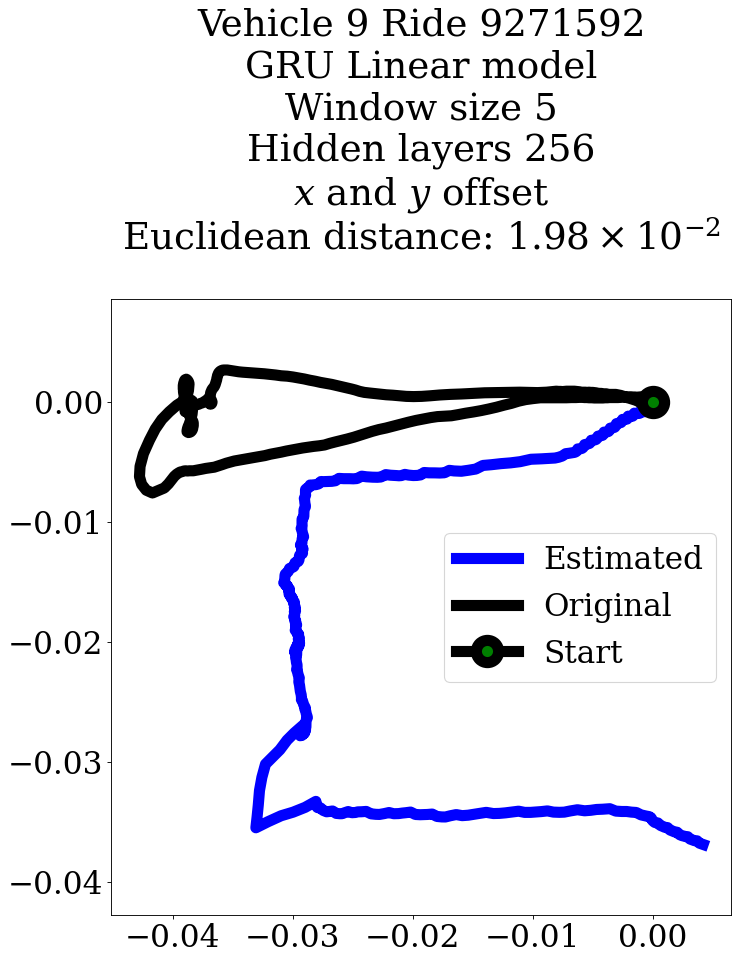 Vehicle 9 Ride 9271592
GRU Linear model
Window size 5
Hidden layers 256
x and y offset
Euclidean distance: 1.98 × 10⁻²
0.00
−0.01
−0.02
−0.03
−0.04
Estimated
Original
Start
−0.04 −0.03 −0.02 −0.01 0.00